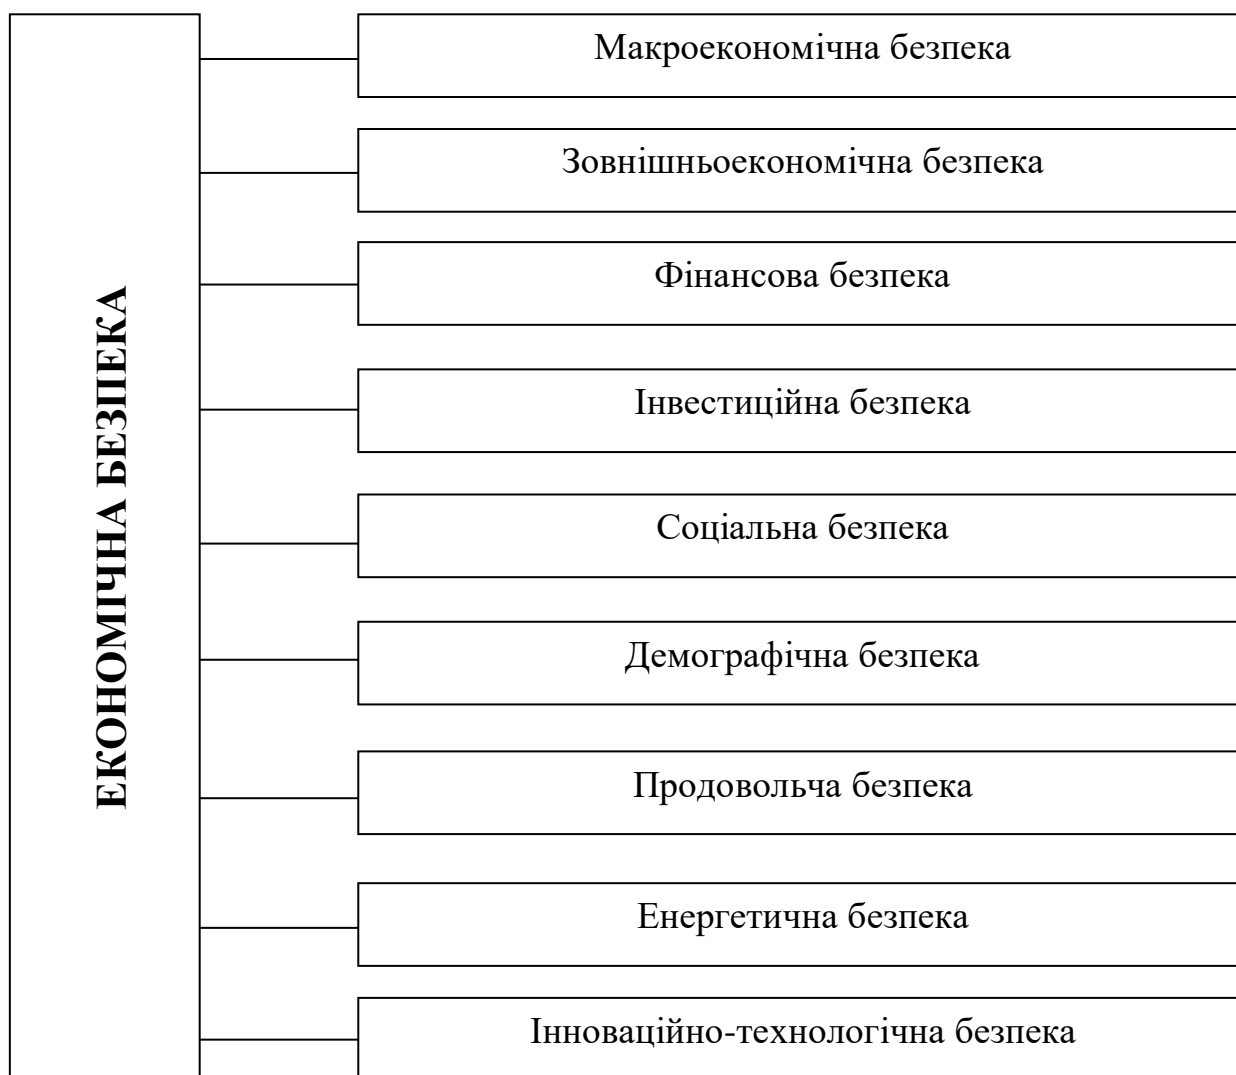 ЕКОНОМІЧНА БЕЗПЕКА
Макроекономічна безпека
Зовнішньоекономічна безпека
Фінансова безпека
Інвестиційна безпека
Соціальна безпека
Демографічна безпека
Продовольча безпека
Енергетична безпека
Інноваційно-технологічна безпека